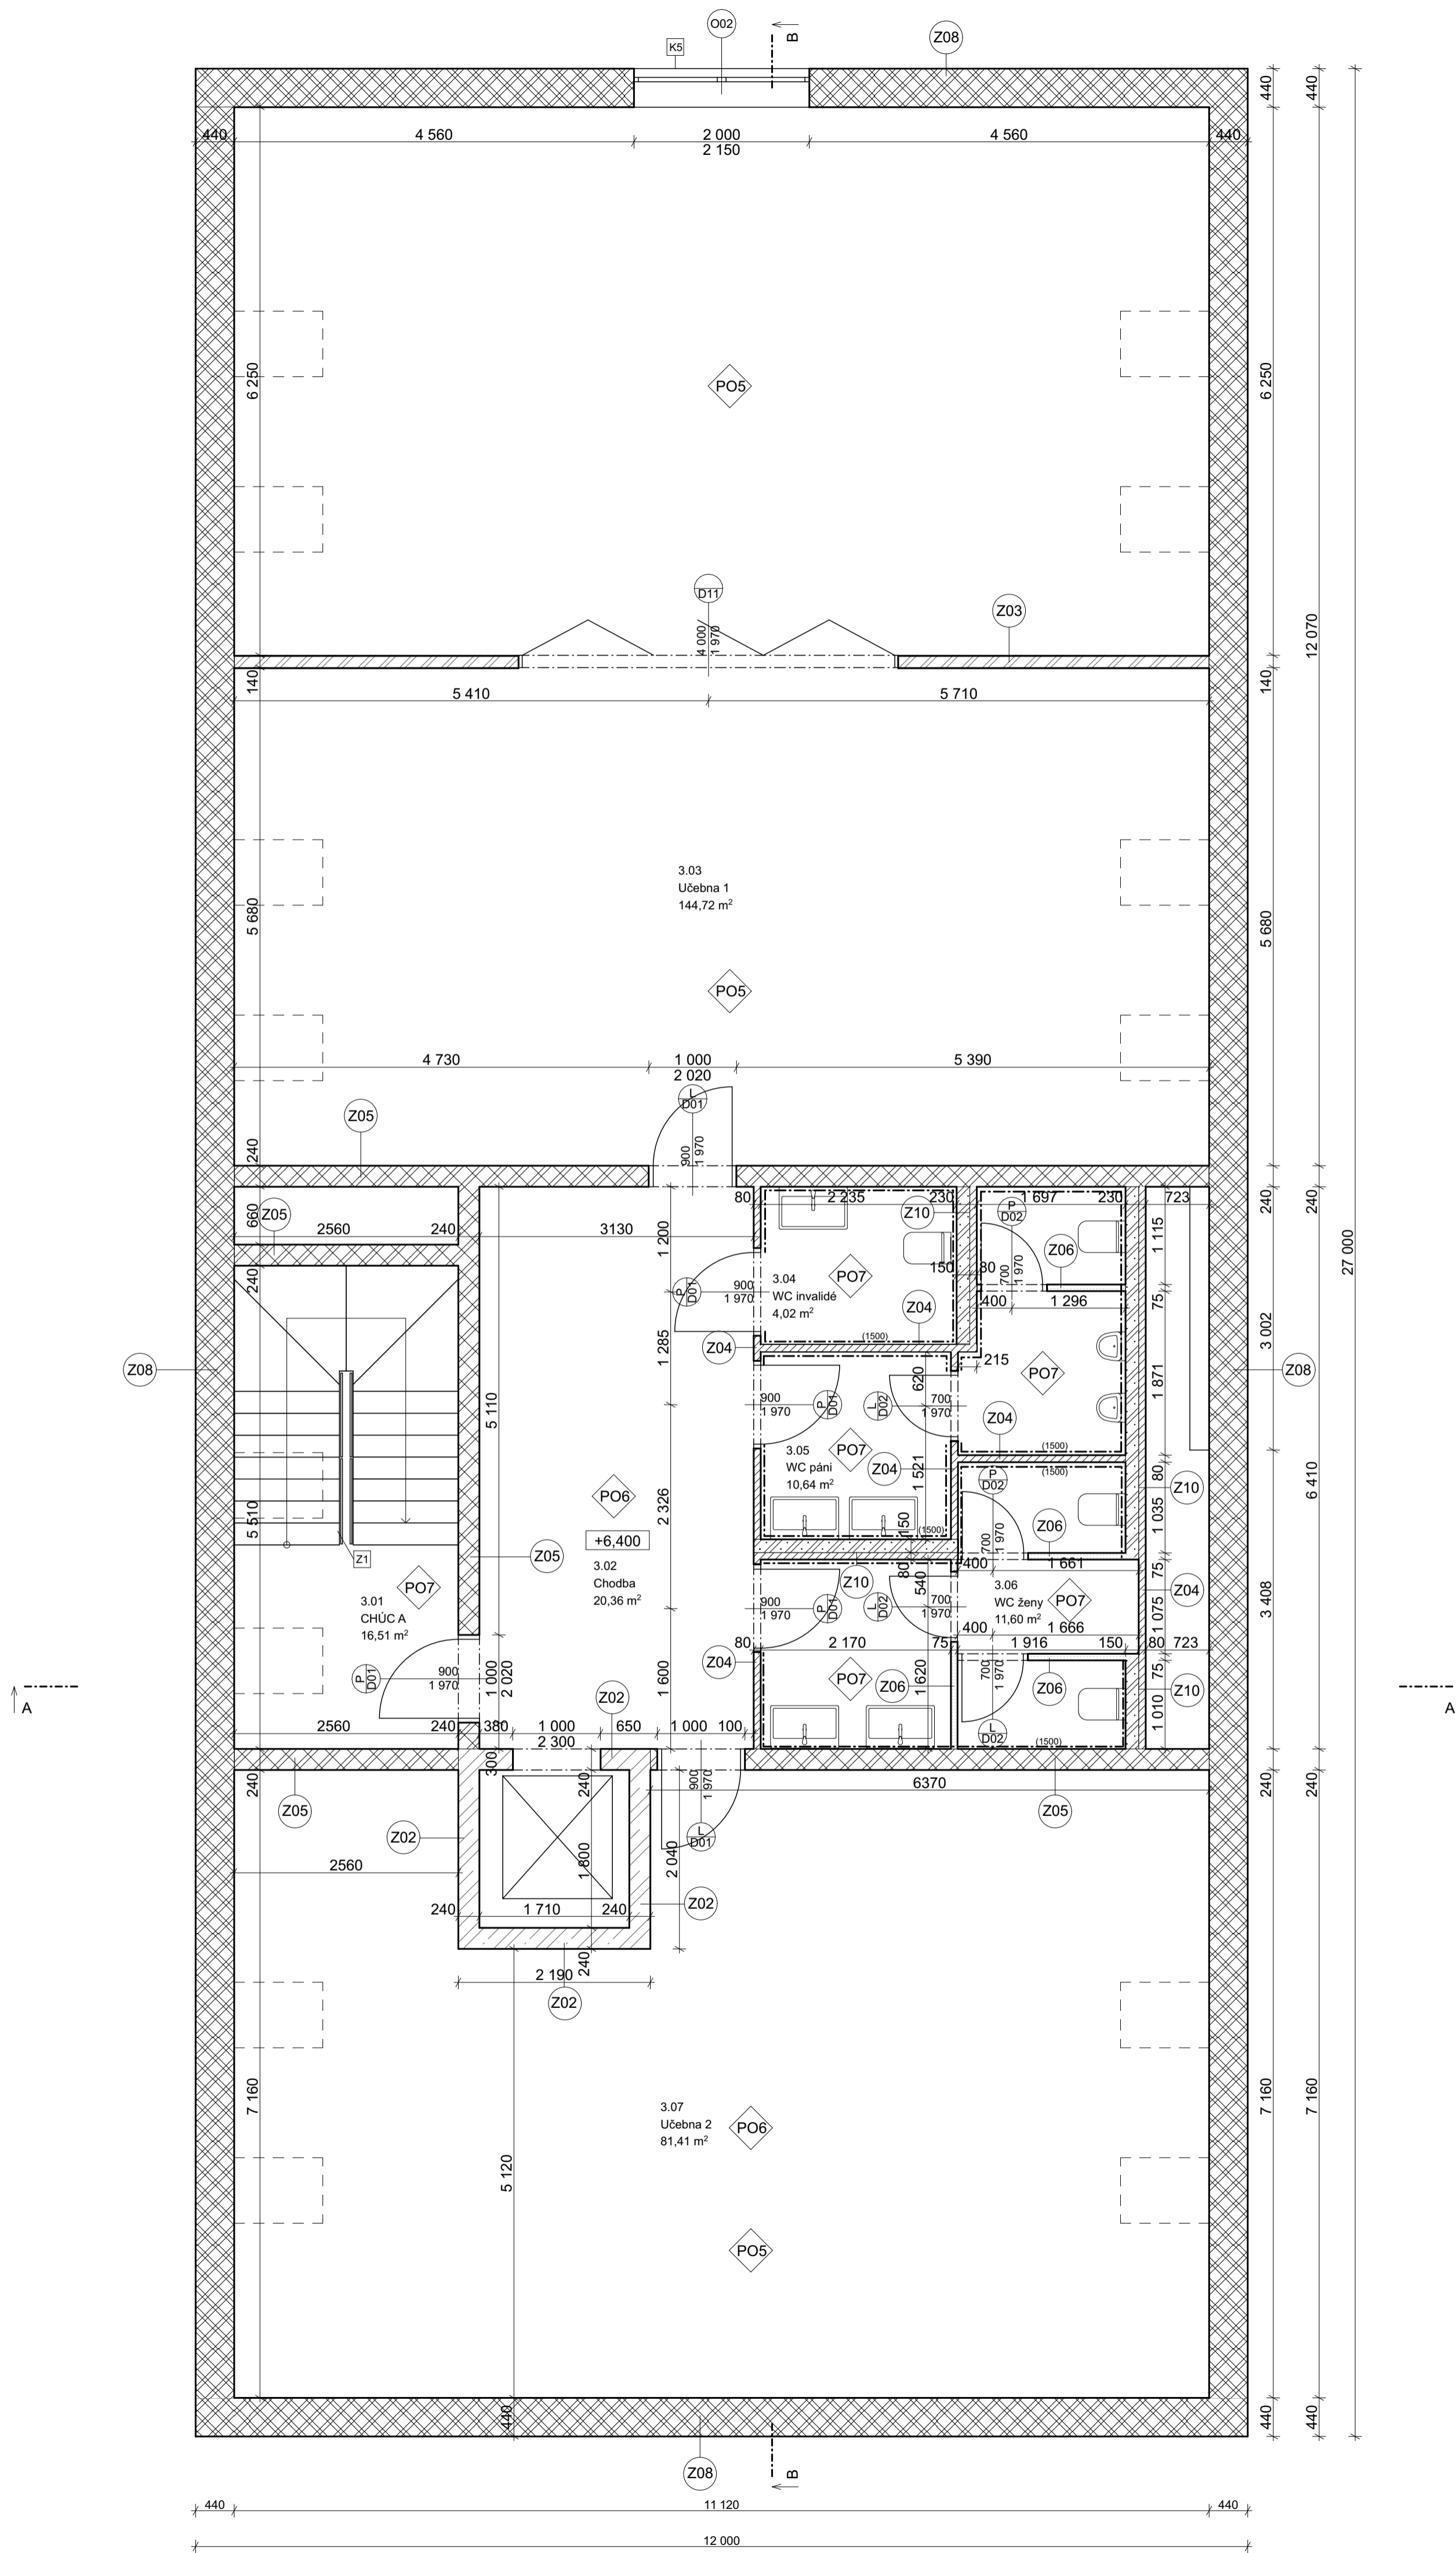 O02
B
K5
Z08
440
4 560
2 000
2 150
4 560
440
440
440
6 250
PO5
6 250
D11
4 000
1 970
Z03
12 070
140
5 410
5 710
140
27 000
3.03
Učebna 1
144,72 m²
5 680
5 680
PO5
4 730
1 000
2 020
5 390
L
D01
Z05
900
1 970
240
80
2 235
230
1 697
230
723
240
240
660
Z05
Z10
P
D02
2560
240
3130
1 200
1 115
Z06
240
3.04
WC invalidé
4,02 m²
PO7
150
80
700
1 970
P
D01
900
1 970
Z04
400
1 296
75
3 002
(1500)
Z04
1 285
Z08
215
620
PO7
1 871
Z08
5 110
900
1 970
P
D01
L
D02
700
1 970
Z04
(1500)
3.05
WC páni
10,64 m²
PO7
Z04
(1500)
80
6 410
P
D02
Z10
PO6
2 326
1 521
1 035
5 510
150
(1500)
Z06
+6,400
700
1 970
Z1
Z05
3.02
Chodba
20,36 m²
80
400
1 661
75
PO7
Z10
540
3.06
WC ženy
11,60 m²
PO7
Z04
3.01
CHÚC A
16,51 m²
900
1 970
P
D01
L
D02
700
1 970
1 075
3 408
400
1 666
80
2 170
75
1 916
150
80
723
P
D01
900
1 970
1 000
2 020
Z04
1 600
PO7
Z06
1 620
700
1 970
Z06
75
Z10
A
A
Z02
1 010
2560
240
380
1 000
2 300
650
1 000
100
L
D02
(1500)
300
240
240
900
1 970
6370
240
240
Z05
Z02
L
D01
Z05
2560
1 800
2 040
240
1 710
240
Z02
240
2 190
Z02
7 160
3.07
Učebna 2
81,41 m²
PO6
7 160
7 160
5 120
PO5
440
440
440
Z08
B
440
11 120
440
12 000